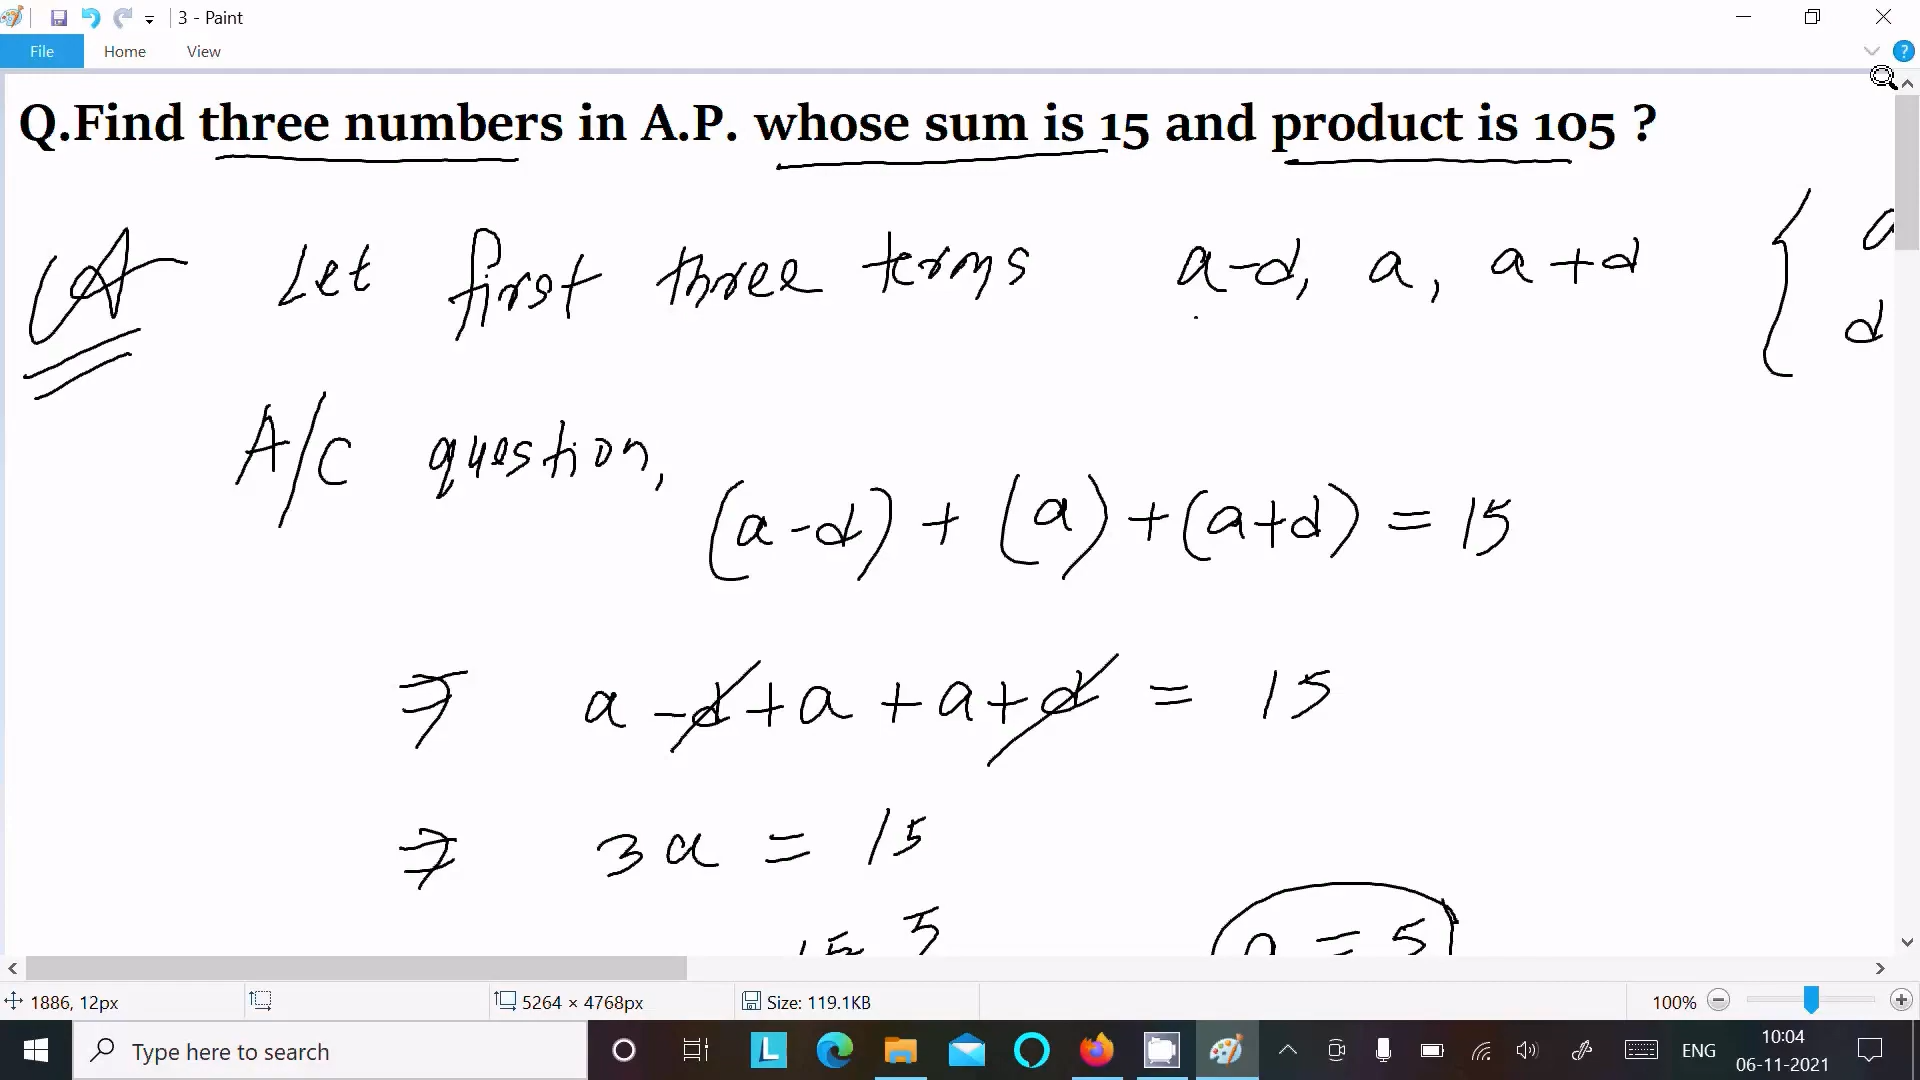 3 - Paint
File Home View
Q.Find three numbers in A.P. whose sum is 15 and product is 105 ?
Let first three terms a-d, a, a+d { a
d
A/C question,
(a-d) + (a) + (a+d) = 15
⇒ a - d + a + a + d = 15
⇒ 3a = 15
15 5 a = 5
1886, 12px 5264 × 4768px Size: 119.1KB 100%
Type here to search ENG 10:04
06-11-2021